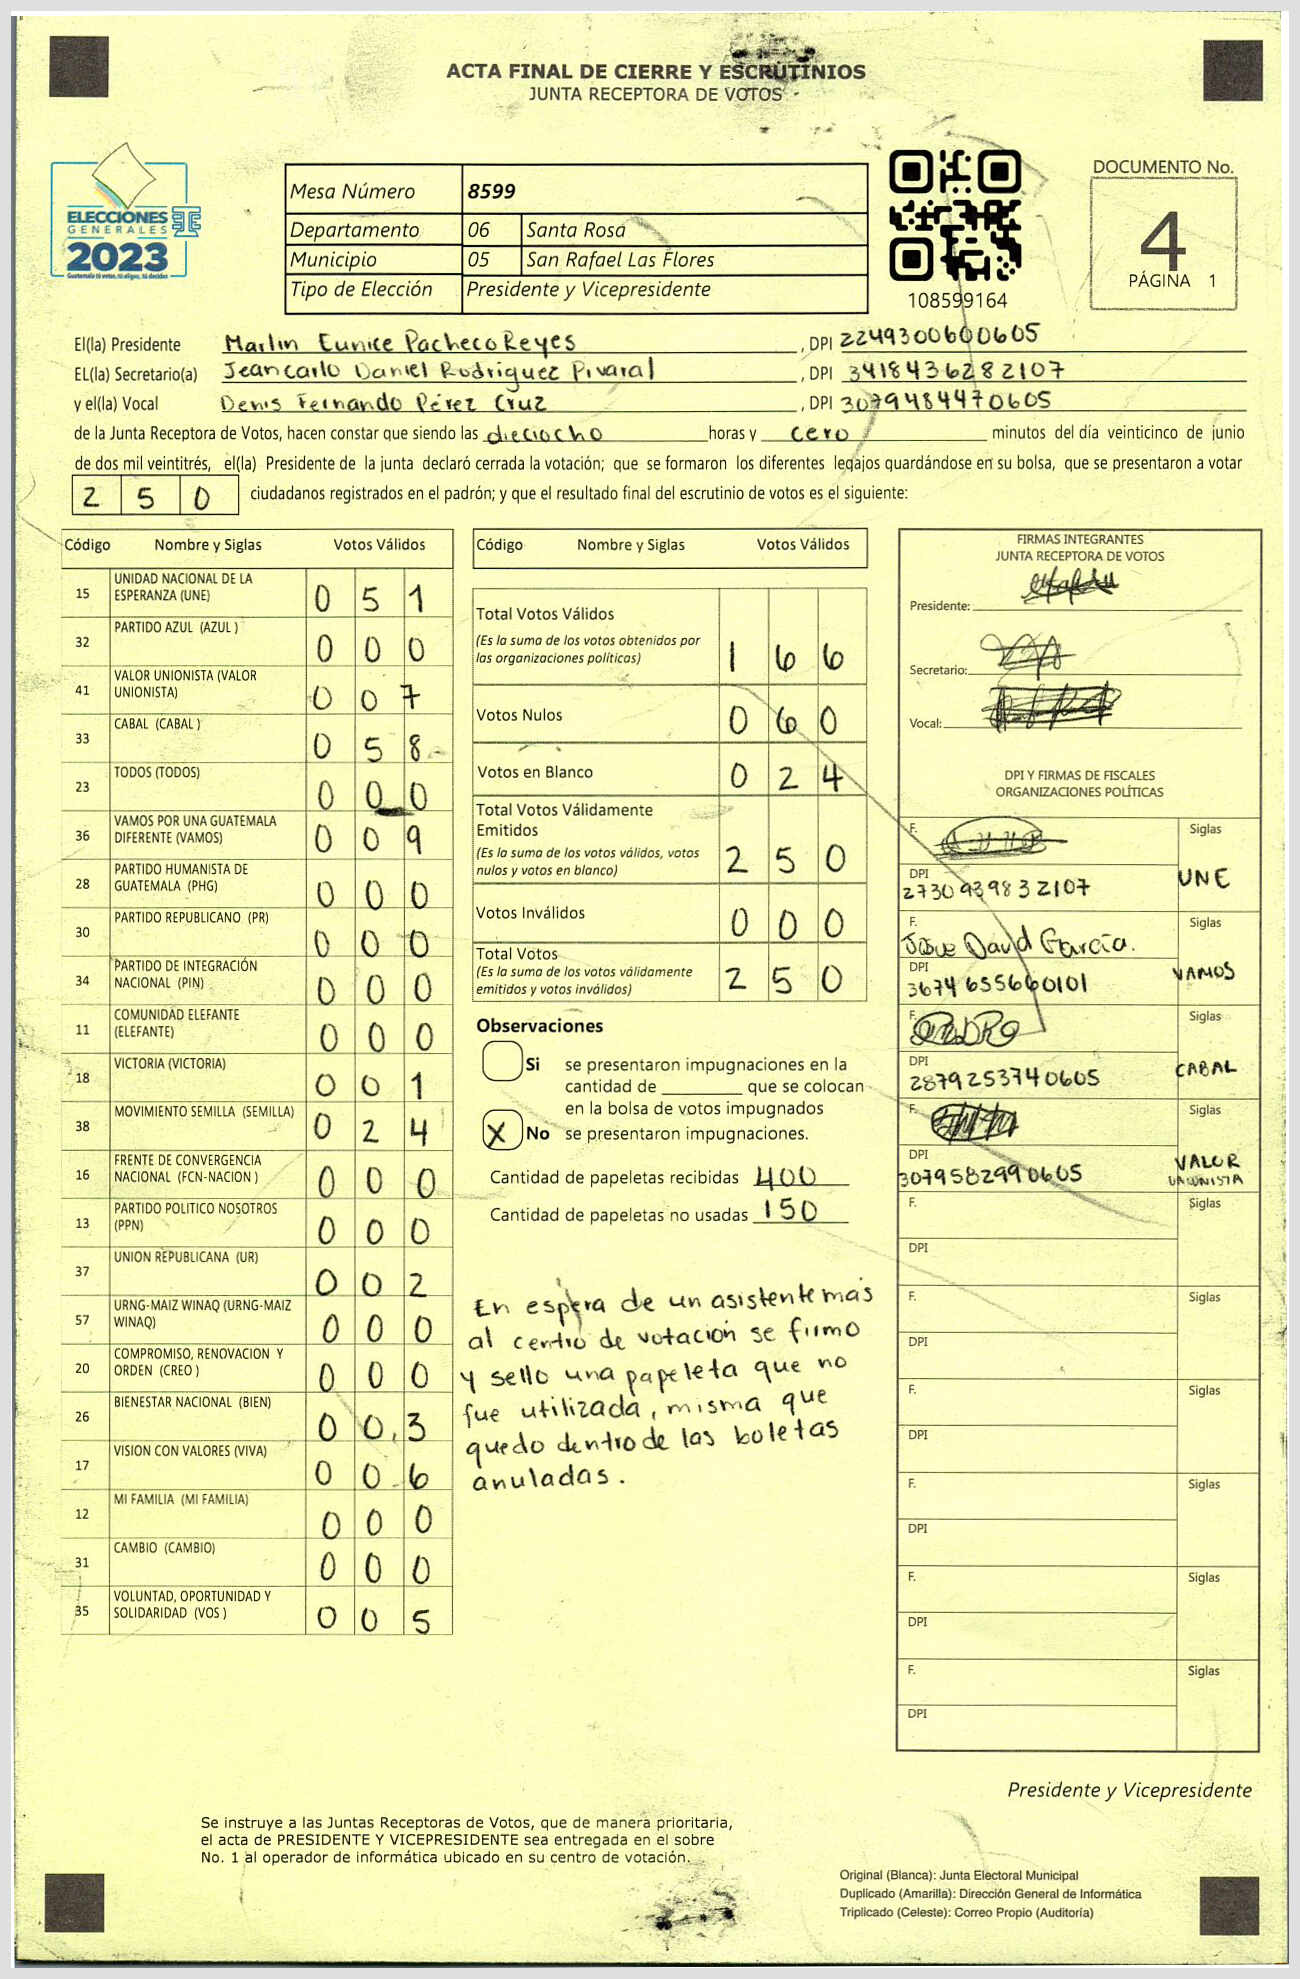 ACTA FINAL DE CIERRE Y ESCRUTINIOS
JUNTA RECEPTORA DE VOTOS
ELECCIONES
GENERALES
2023
Guatemala tú votas, tú eliges, tú decides
Mesa Número 8599
Departamento 06 Santa Rosa
Municipio 05 San Rafael Las Flores
Tipo de Elección Presidente y Vicepresidente
108599164
DOCUMENTO No.
4
PÁGINA 1
El(la) Presidente Marlin Eunice Pacheco Reyes, DPI 2249300600605
EL(la) Secretario(a) Jeancarlo Daniel Rodriguez Pivaral, DPI 3418436282107
y el(la) Vocal Denis Fernando Pérez Cruz, DPI 3079484470605
de la Junta Receptora de Votos, hacen constar que siendo las dieciocho horas y cero minutos del día veinticinco de junio
de dos mil veintitrés, el(la) Presidente de la junta declaró cerrada la votación; que se formaron los diferentes legajos guardándose en su bolsa, que se presentaron a votar
2 5 0 ciudadanos registrados en el padrón; y que el resultado final del escrutinio de votos es el siguiente:
Código Nombre y Siglas Votos Válidos
15 UNIDAD NACIONAL DE LA ESPERANZA (UNE) 0 5 1
32 PARTIDO AZUL (AZUL ) 0 0 0
41 VALOR UNIONISTA (VALOR UNIONISTA) 0 0 7
33 CABAL (CABAL ) 0 5 8
23 TODOS (TODOS) 0 0 0
36 VAMOS POR UNA GUATEMALA DIFERENTE (VAMOS) 0 0 9
28 PARTIDO HUMANISTA DE GUATEMALA (PHG) 0 0 0
30 PARTIDO REPUBLICANO (PR) 0 0 0
34 PARTIDO DE INTEGRACIÓN NACIONAL (PIN) 0 0 0
11 COMUNIDAD ELEFANTE (ELEFANTE) 0 0 0
18 VICTORIA (VICTORIA) 0 0 1
38 MOVIMIENTO SEMILLA (SEMILLA) 0 2 4
16 FRENTE DE CONVERGENCIA NACIONAL (FCN-NACION ) 0 0 0
13 PARTIDO POLITICO NOSOTROS (PPN) 0 0 0
37 UNION REPUBLICANA (UR) 0 0 2
57 URNG-MAIZ WINAQ (URNG-MAIZ WINAQ) 0 0 0
20 COMPROMISO, RENOVACION Y ORDEN (CREO ) 0 0 0
26 BIENESTAR NACIONAL (BIEN) 0 0 3
17 VISION CON VALORES (VIVA) 0 0 6
12 MI FAMILIA (MI FAMILIA) 0 0 0
31 CAMBIO (CAMBIO) 0 0 0
35 VOLUNTAD, OPORTUNIDAD Y SOLIDARIDAD (VOS ) 0 0 5
Código Nombre y Siglas Votos Válidos
Total Votos Válidos
(Es la suma de los votos obtenidos por
las organizaciones políticas) 1 6 6
Votos Nulos 0 6 0
Votos en Blanco 0 2 4
Total Votos Válidamente
Emitidos
(Es la suma de los votos válidos, votos
nulos y votos en blanco) 2 5 0
Votos Inválidos 0 0 0
Total Votos
(Es la suma de los votos válidamente
emitidos y votos inválidos) 2 5 0
Observaciones
Si se presentaron impugnaciones en la
cantidad de ________ que se colocan
en la bolsa de votos impugnados
X No se presentaron impugnaciones.
Cantidad de papeletas recibidas 400
Cantidad de papeletas no usadas 150
En espera de un asistente mas
al centro de votación se firmo
y sello una papeleta que no
fue utilizada, misma que
quedo dentro de las boletas
anuladas.
FIRMAS INTEGRANTES
JUNTA RECEPTORA DE VOTOS
Presidente:
Secretario:
Vocal:
DPI Y FIRMAS DE FISCALES
ORGANIZACIONES POLÍTICAS
F. Siglas
DPI 2730939832107 UNE
F. Josue David García. Siglas
DPI 3674655660101 VAMOS
F. Siglas
DPI 2879253740605 CABAL
F. Siglas
DPI 3079582990605 VALOR UNIONISTA
F. Siglas
DPI
F. Siglas
DPI
F. Siglas
DPI
F. Siglas
DPI
F. Siglas
DPI
F. Siglas
DPI
Presidente y Vicepresidente
Se instruye a las Juntas Receptoras de Votos, que de manera prioritaria,
el acta de PRESIDENTE Y VICEPRESIDENTE sea entregada en el sobre
No. 1 al operador de informática ubicado en su centro de votación.
Original (Blanca): Junta Electoral Municipal
Duplicado (Amarilla): Dirección General de Informática
Triplicado (Celeste): Correo Propio (Auditoría)